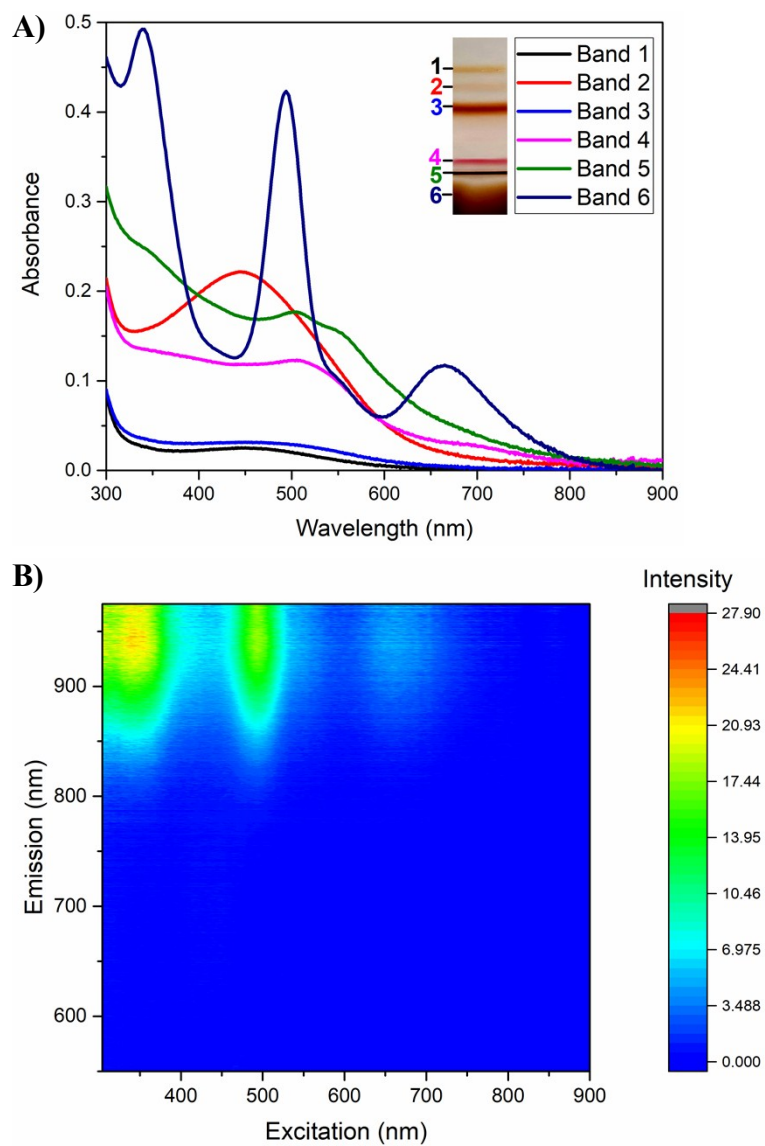 A)
0.5
0.4
0.3
0.2
0.1
0.0
Absorbance
300 400 500 600 700 800 900
Wavelength (nm)
1
2
3
4
5
6
Band 1
Band 2
Band 3
Band 4
Band 5
Band 6
B)
900
800
700
600
Emission (nm)
400 500 600 700 800 900
Excitation (nm)
Intensity
27.90
24.41
20.93
17.44
13.95
10.46
6.975
3.488
0.000